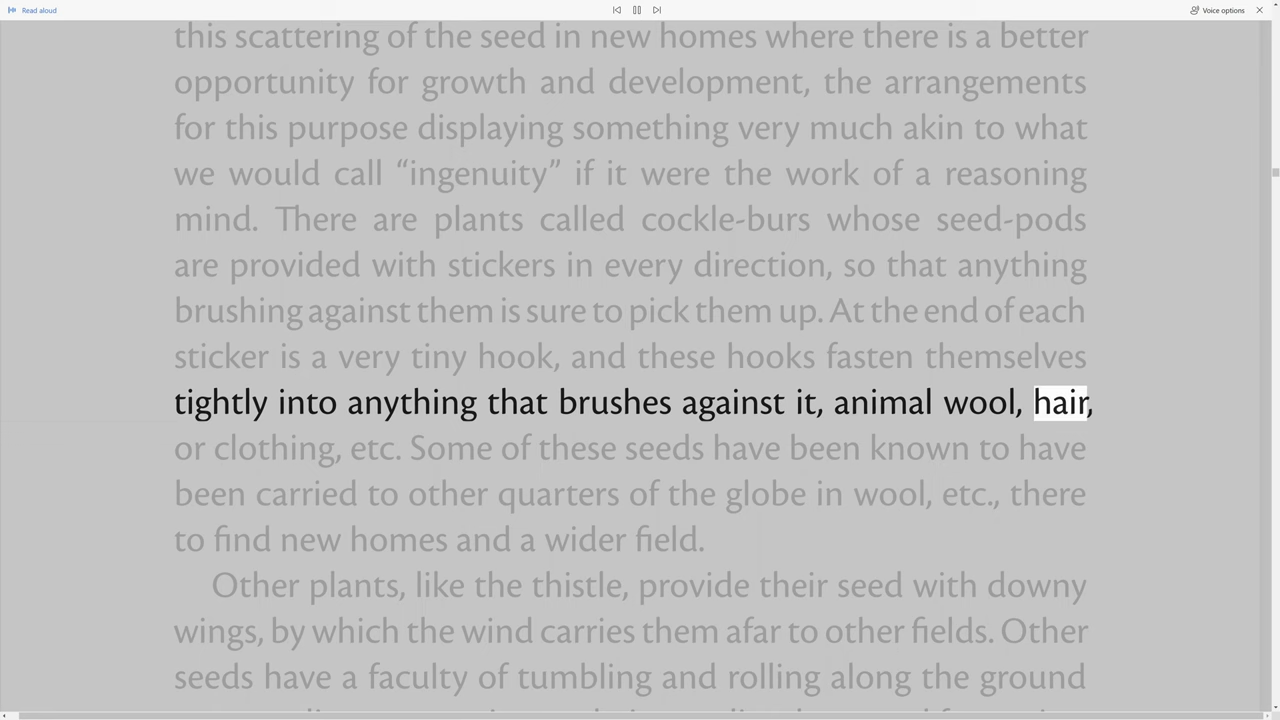 Read aloud
Voice options
this scattering of the seed in new homes where there is a better
opportunity for growth and development, the arrangements
for this purpose displaying something very much akin to what
we would call “ingenuity” if it were the work of a reasoning
mind. There are plants called cockle-burs whose seed-pods
are provided with stickers in every direction, so that anything
brushing against them is sure to pick them up. At the end of each
sticker is a very tiny hook, and these hooks fasten themselves
tightly into anything that brushes against it, animal wool, hair,
or clothing, etc. Some of these seeds have been known to have
been carried to other quarters of the globe in wool, etc., there
to find new homes and a wider field.
Other plants, like the thistle, provide their seed with downy
wings, by which the wind carries them afar to other fields. Other
seeds have a faculty of tumbling and rolling along the ground